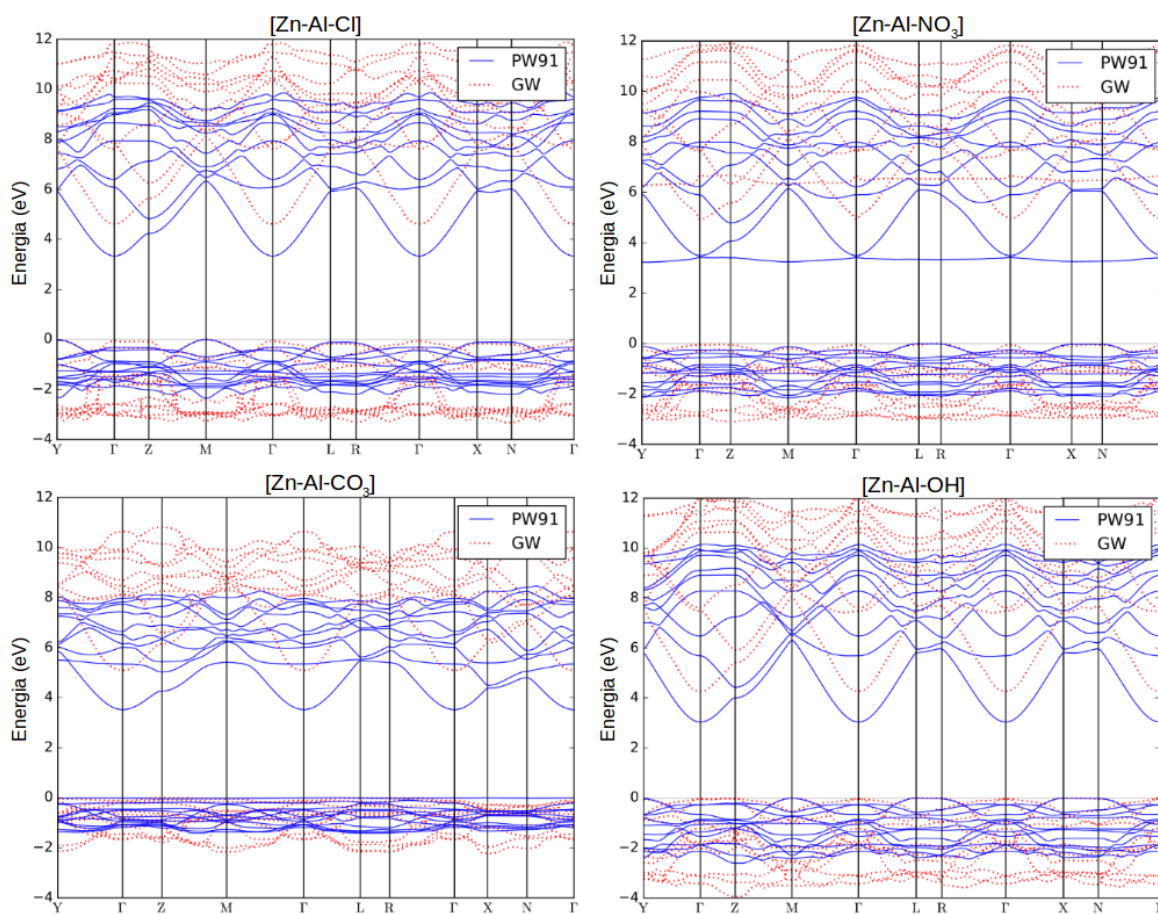 [Zn-Al-Cl]
Energia (eV)
12
10
8
6
4
2
0
−2
−4
PW91
GW
Y Γ Z M Γ L R Γ X N Γ
[Zn-Al-NO3]
Energia (eV)
12
10
8
6
4
2
0
−2
−4
PW91
GW
Y Γ Z M Γ L R Γ X N
[Zn-Al-CO3]
Energia (eV)
12
10
8
6
4
2
0
−2
−4
PW91
GW
Y Γ Z M Γ L R Γ X N Γ
[Zn-Al-OH]
Energia (eV)
12
10
8
6
4
2
0
−2
−4
PW91
GW
Y Γ Z M Γ L R Γ X N